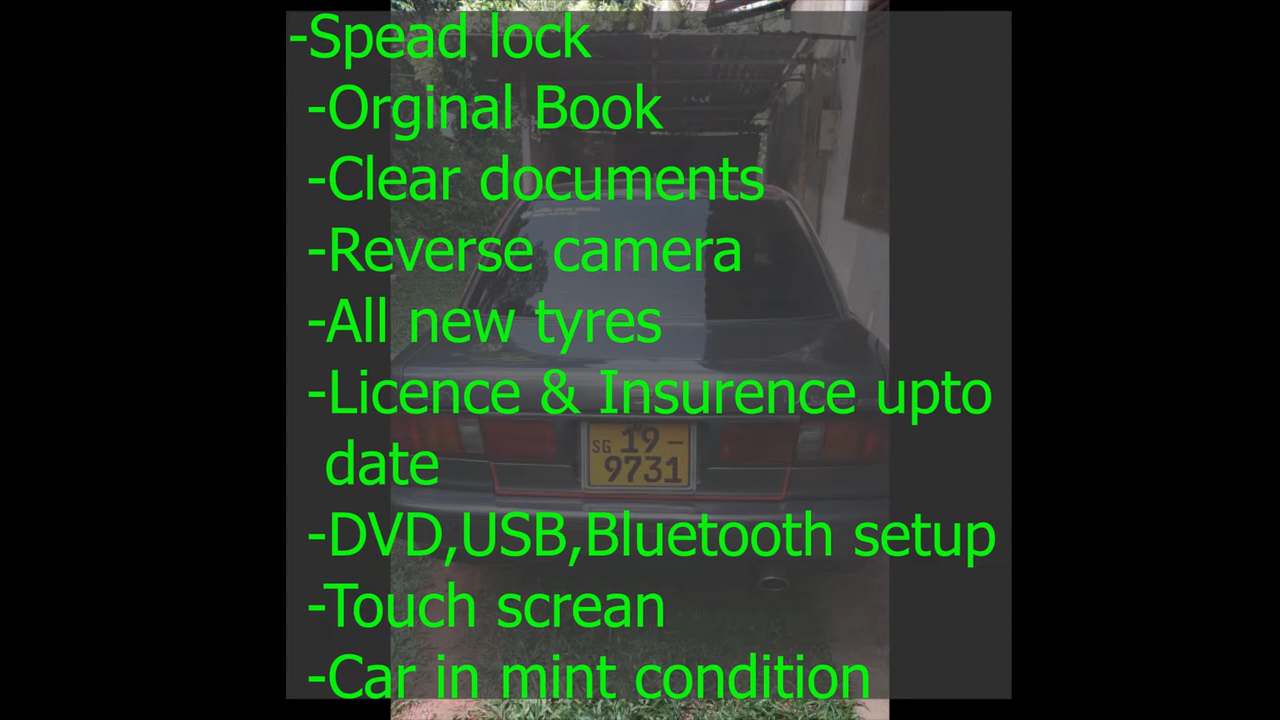 -Spead lock
-Orginal Book
-Clear documents
-Reverse camera
-All new tyres
-Licence & Insurence upto
date
SG 19-
9731
-DVD,USB,Bluetooth setup
-Touch screan
-Car in mint condition